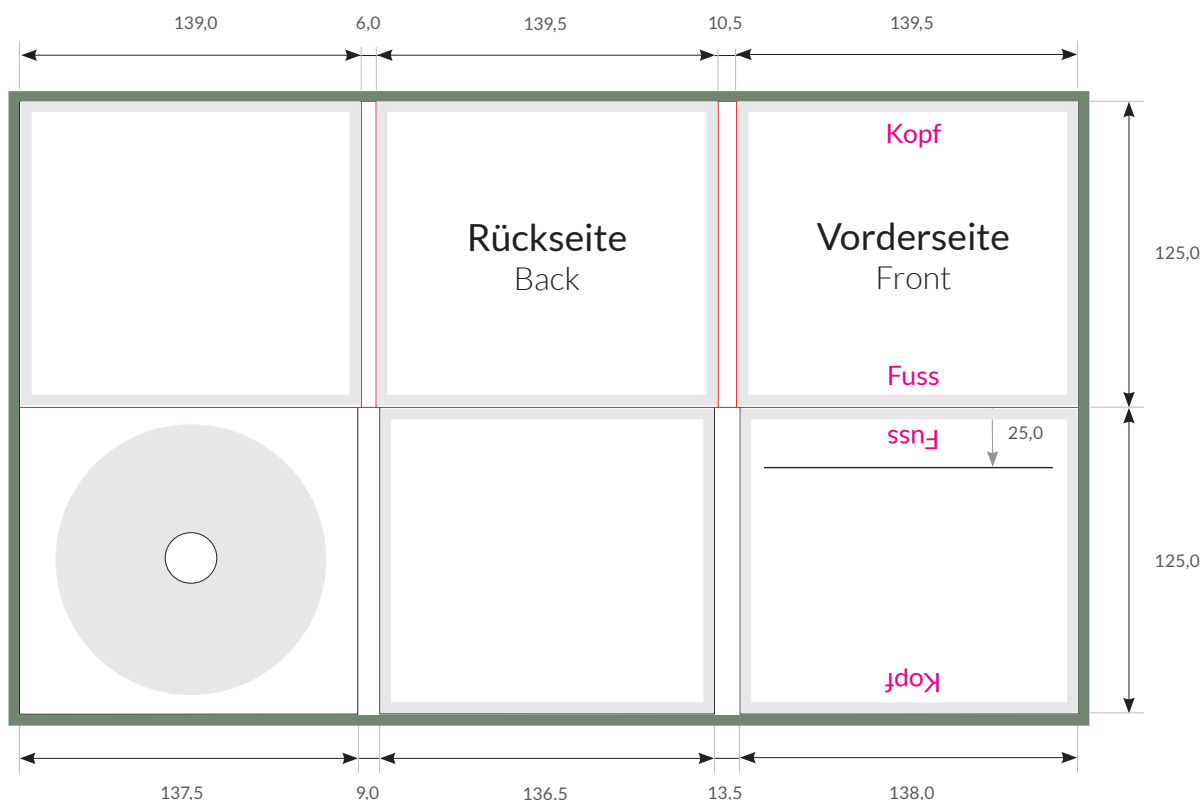 139,0
6,0
139,5
10,5
139,5
Kopf
Rückseite
Back
Vorderseite
Front
125,0
Fuss
Fuss
25,0
125,0
Kopf
137,5
9,0
136,5
13,5
138,0